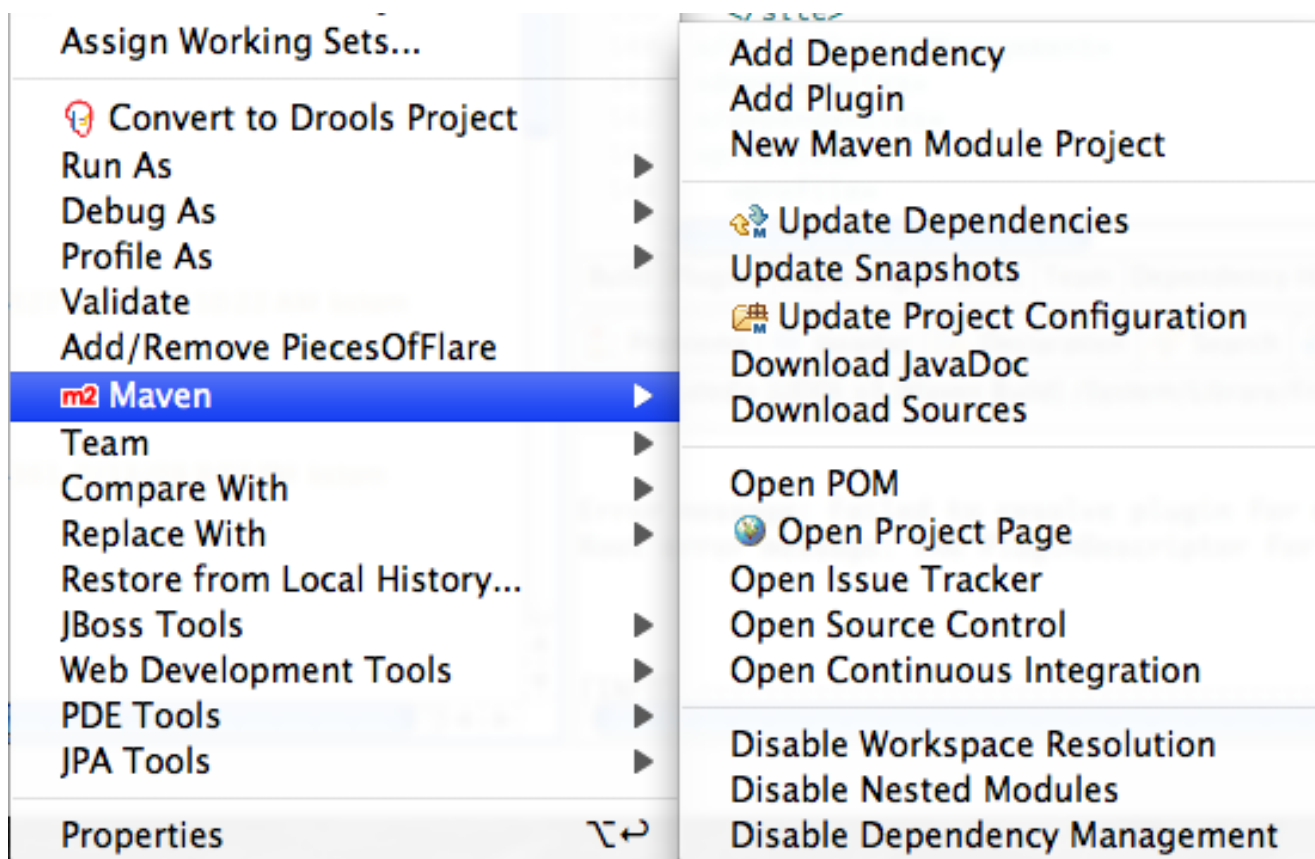 </site>
Assign Working Sets...
Convert to Drools Project
Run As
Debug As
Profile As
Validate
Add/Remove PiecesOfFlare
m2 Maven
Team
Compare With
Replace With
Restore from Local History...
JBoss Tools
Web Development Tools
PDE Tools
JPA Tools
Properties ⌥↩
Add Dependency
Add Plugin
New Maven Module Project
Update Dependencies
Update Snapshots
Update Project Configuration
Download JavaDoc
Download Sources
Open POM
Open Project Page
Open Issue Tracker
Open Source Control
Open Continuous Integration
Disable Workspace Resolution
Disable Nested Modules
Disable Dependency Management